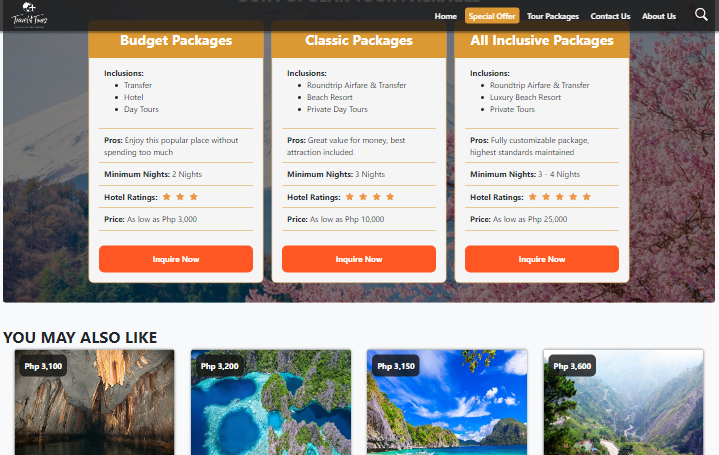 Travel & Tours
Home
Special Offer
Tour Packages
Contact Us
About Us
Budget Packages
Inclusions:
Transfer
Hotel
Day Tours
Pros: Enjoy this popular place without
spending too much
Minimum Nights: 2 Nights
Hotel Ratings:
Price: As low as Php 3,000
Inquire Now
Classic Packages
Inclusions:
Roundtrip Airfare & Transfer
Beach Resort
Private Day Tours
Pros: Great value for money, best
attraction included
Minimum Nights: 3 Nights
Hotel Ratings:
Price: As low as Php 10,000
Inquire Now
All Inclusive Packages
Inclusions:
Roundtrip Airfare & Transfer
Luxury Beach Resort
Private Tours
Pros: Fully customizable package,
highest standards maintained
Minimum Nights: 3 - 4 Nights
Hotel Ratings:
Price: As low as Php 25,000
Inquire Now
YOU MAY ALSO LIKE
Php 3,100
Php 3,200
Php 3,150
Php 3,600